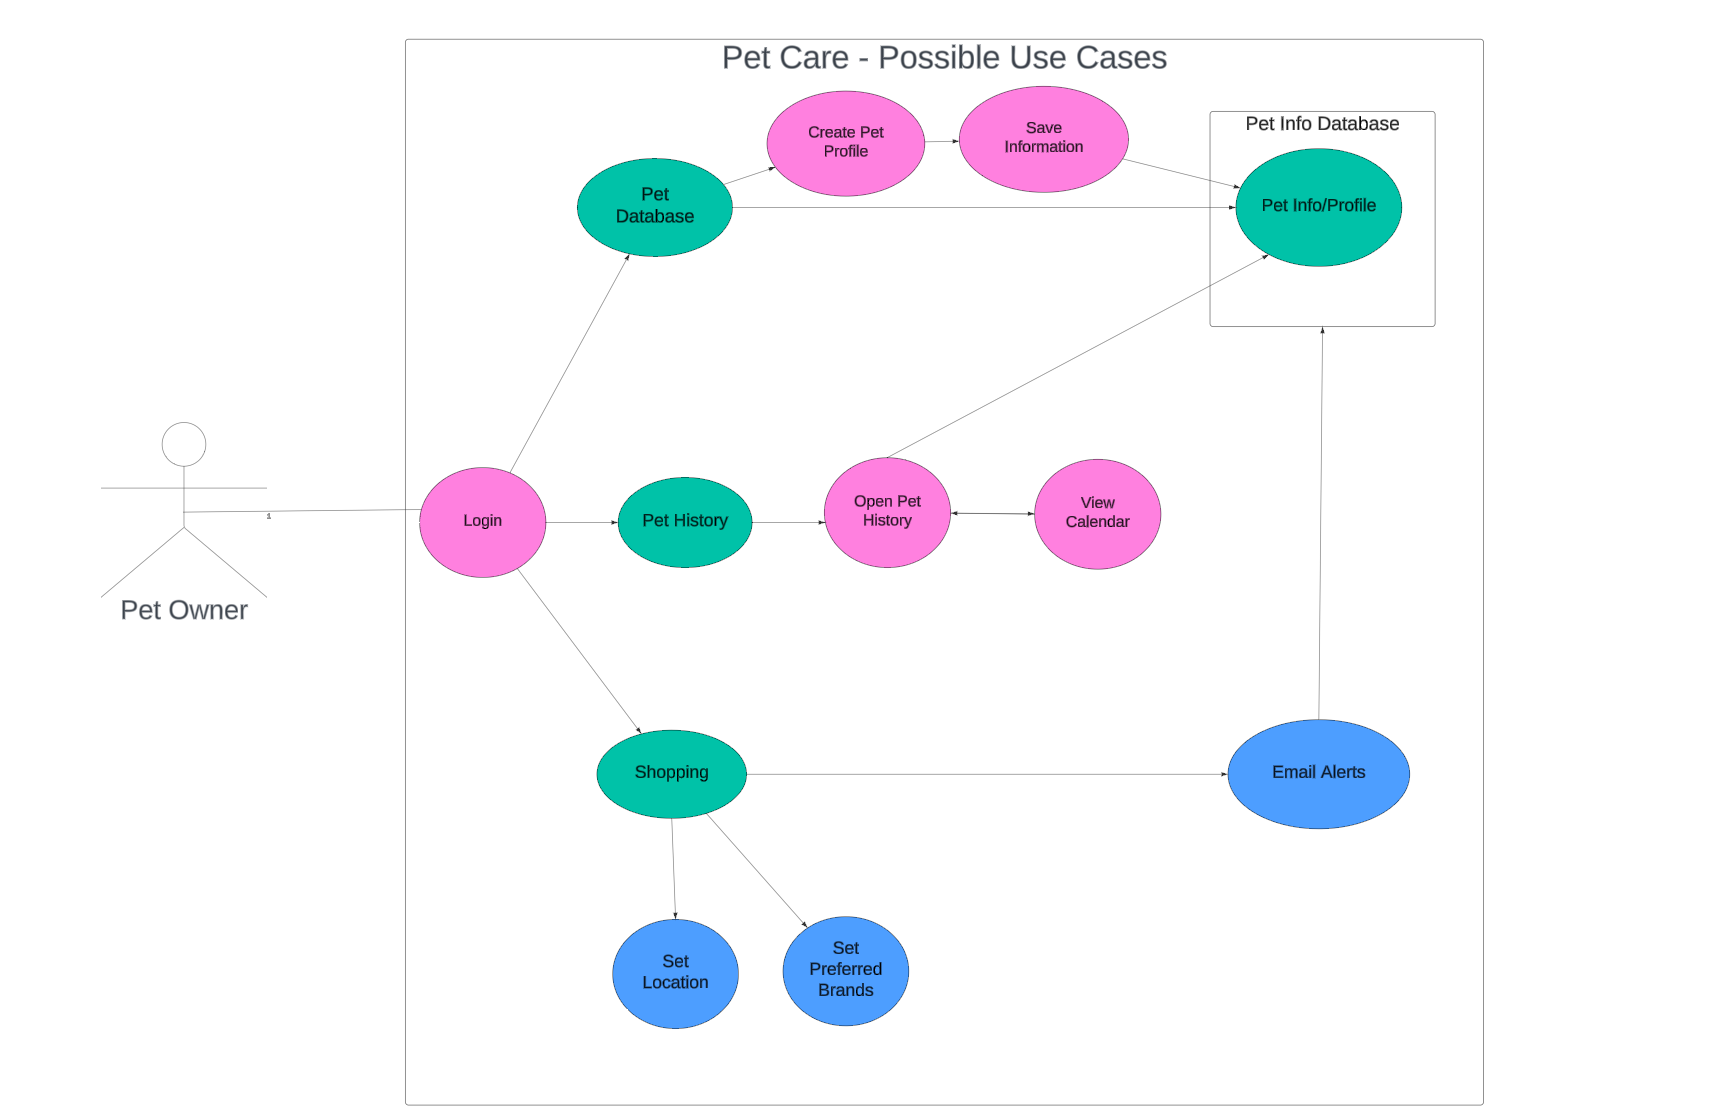 Pet Care - Possible Use Cases
Create Pet
Profile
Save
Information
Pet Info Database
Pet
Database
Pet Info/Profile
1
Login
Pet History
Open Pet
History
View
Calendar
Pet Owner
Shopping
Email Alerts
Set
Location
Set
Preferred
Brands